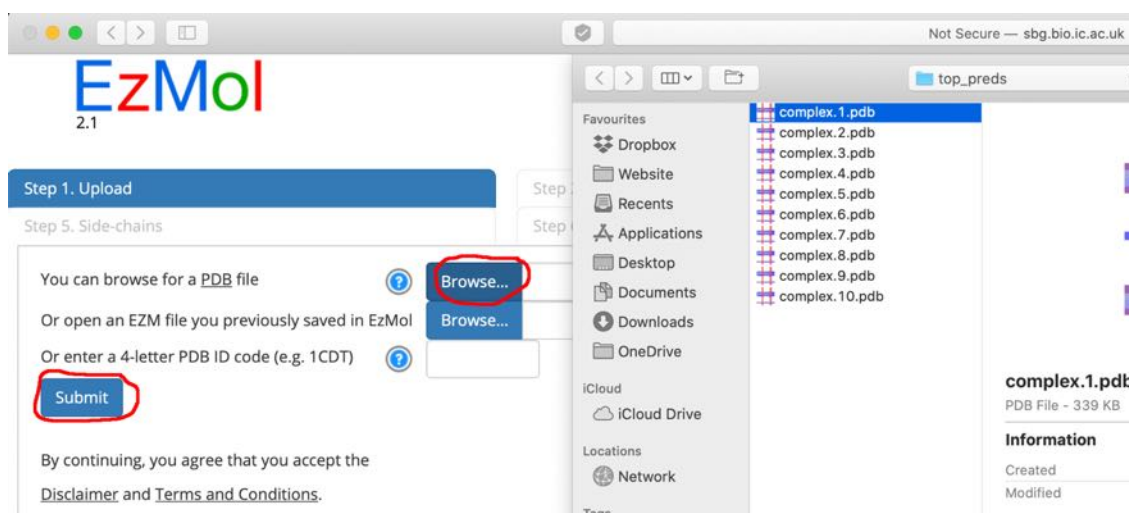 Not Secure — sbg.bio.ic.ac.uk
EzMol
2.1
Step 1. Upload
Step
Step 5. Side-chains
Step
You can browse for a PDB file
? Browse...
Or open an EZM file you previously saved in EzMol
Browse...
Or enter a 4-letter PDB ID code (e.g. 1CDT)
?
Submit
By continuing, you agree that you accept the
Disclaimer and Terms and Conditions.
top_preds
Favourites
Dropbox
Website
Recents
Applications
Desktop
Documents
Downloads
OneDrive
iCloud
iCloud Drive
Locations
Network
Tags
complex.1.pdb
complex.2.pdb
complex.3.pdb
complex.4.pdb
complex.5.pdb
complex.6.pdb
complex.7.pdb
complex.8.pdb
complex.9.pdb
complex.10.pdb
complex.1.pdb
PDB File - 339 KB
Information
Created
Modified